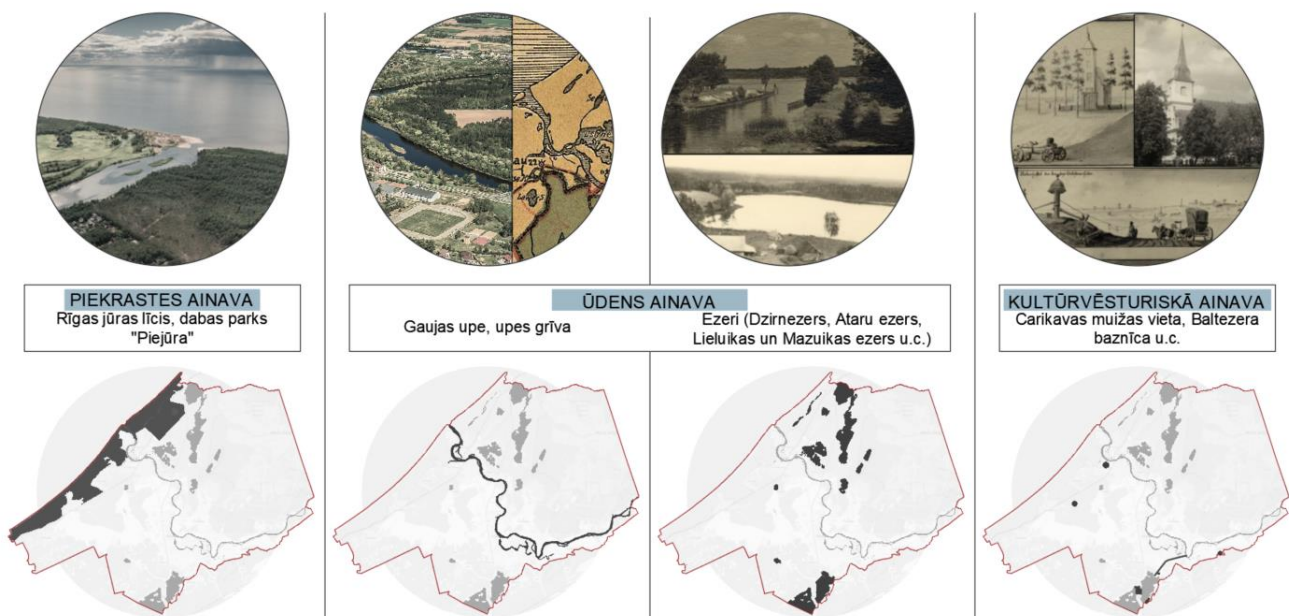 PIEKRASTES AINAVA
Rīgas jūras līcis, dabas parks
"Piejūra"
ŪDENS AINAVA
Gaujas upe, upes grīva
Ezeri (Dzirnezers, Ataru ezers,
Lieluikas un Mazuikas ezers u.c.)
KULTŪRVĒSTURISKĀ AINAVA
Carikavas muižas vieta, Baltezera
baznīca u.c.